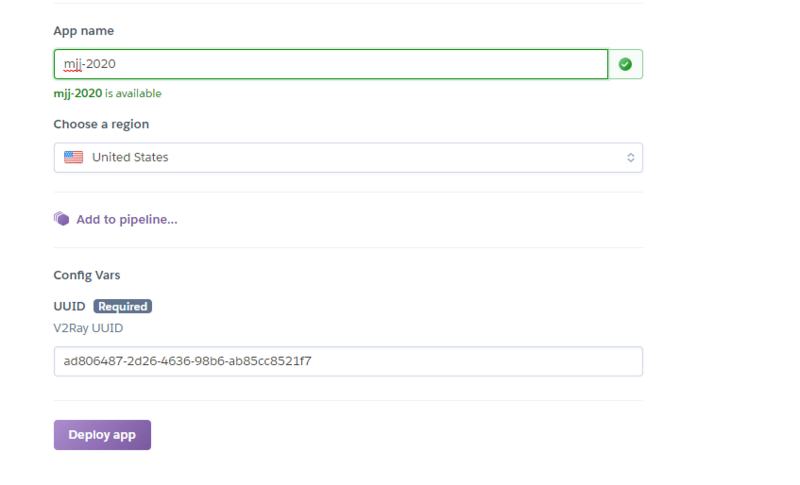 App name
mjj-2020
mjj-2020 is available
Choose a region
United States
Add to pipeline...
Config Vars
UUID Required
V2Ray UUID
ad806487-2d26-4636-98b6-ab85cc8521f7
Deploy app